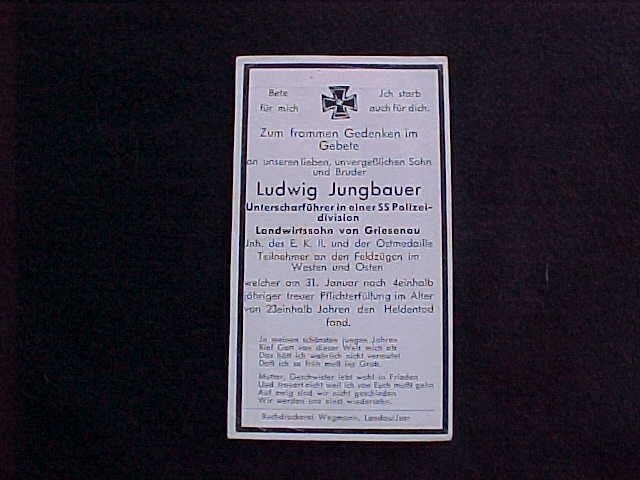 Bete
für mich
Ich starb
auch für dich.
Zum frommen Gedenken im
Gebete
an unseren lieben, unvergeßlichen Sohn
und Bruder
Ludwig Jungbauer
Unterscharführer in einer SS Polizei-
division
Landwirtssohn von Griesenau
Inh. des E. K. II. und der Ostmedaille
Teilnehmer an den Feldzügen im
Westen und Osten
welcher am 31. Januar nach 4einhalb
jähriger treuer Pflichterfüllung im Alter
von 23einhalb Jahren den Heldentod
fand.
In meinen schönsten jungen Jahren
Rief Gott von dieser Welt mich ab
Das hätt ich wahrlich nicht vermutet
Daß ich so früh muß ins Grab.
Mutter, Geschwister lebt wohl in Frieden
Und trauert nicht weil ich von Euch mußt gehn
Auf ewig sind wir nicht geschieden
Wir werden uns einst wiedersehn.
Buchdruckerei Wegmann, Landau/Isar